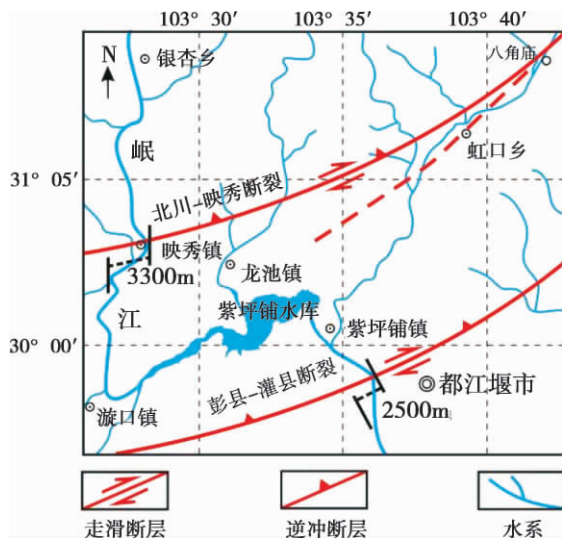 103° 30′
103° 35′
103° 40′
N
银杏乡
八角庙
岷
虹口乡
31° 05′
北川-映秀断裂
映秀镇
3300m
龙池镇
江
紫坪铺水库
紫坪铺镇
30° 00′
彭县-灌县断裂
都江堰市
漩口镇
2500m
走滑断层
逆冲断层
水系